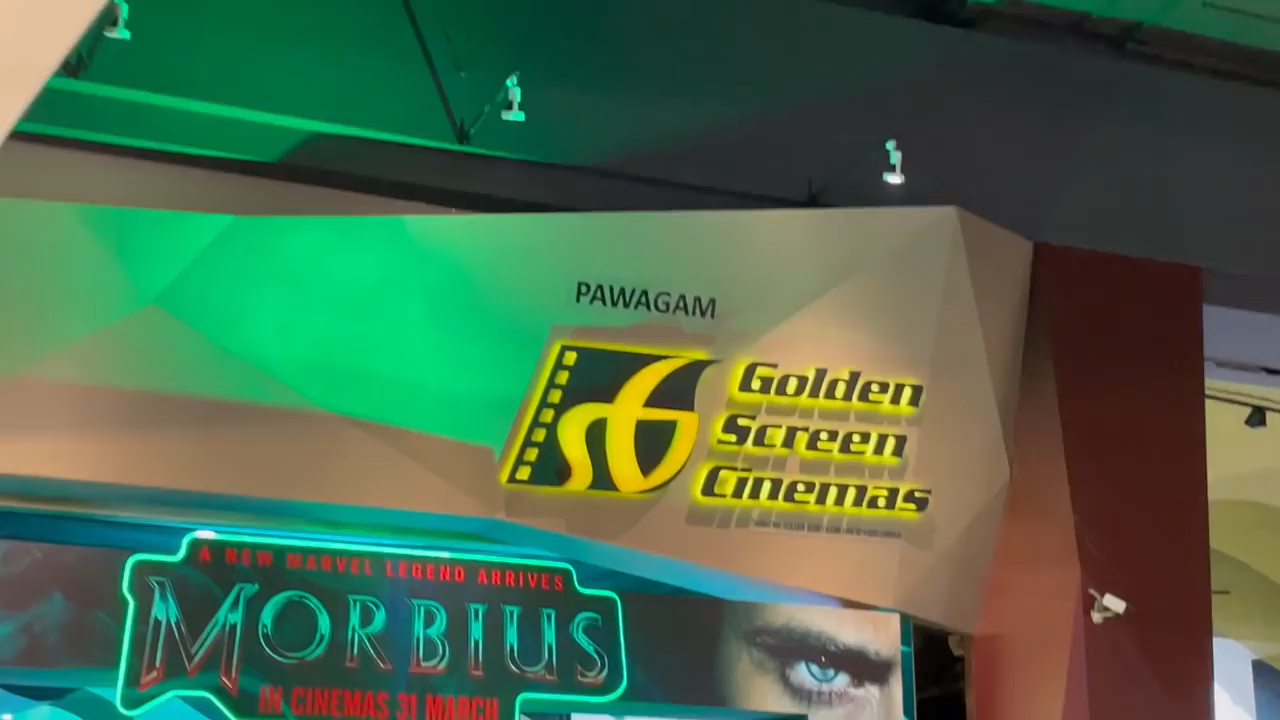 PAWAGAM
Golden
Screen
Cinemas
A NEW MARVEL LEGEND ARRIVES
MORBIUS
IN CINEMAS 31 MARCH